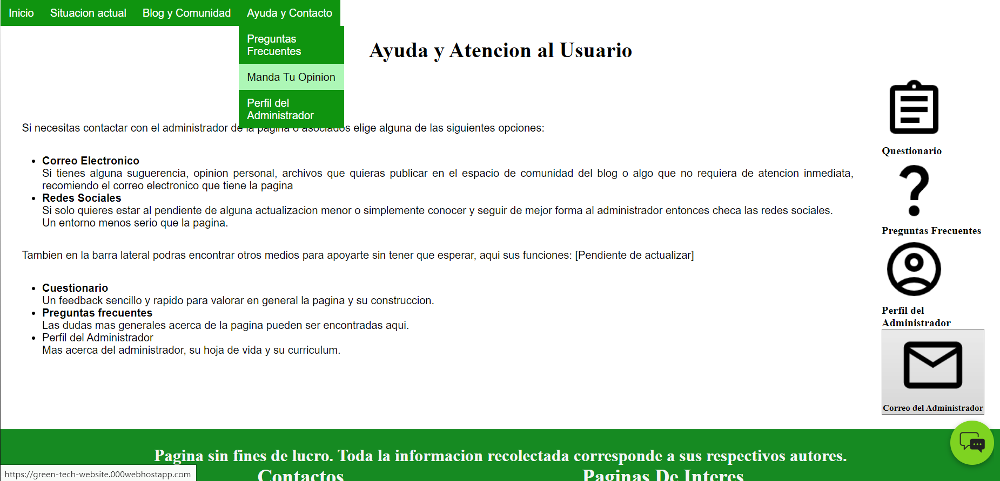 Inicio Situacion actual Blog y Comunidad Ayuda y Contacto
Preguntas
Frecuentes
Manda Tu Opinion
Perfil del
Administrador
Ayuda y Atencion al Usuario
Si necesitas contactar con el administrador de la pagina o asociados elige alguna de las siguientes opciones:
• Correo Electronico
Si tienes alguna suguerencia, opinion personal, archivos que quieras publicar en el espacio de comunidad del blog o algo que no requiera de atencion inmediata,
recomiendo el correo electronico que tiene la pagina
• Redes Sociales
Si solo quieres estar al pendiente de alguna actualizacion menor o simplemente conocer y seguir de mejor forma al administrador entonces checa las redes sociales.
Un entorno menos serio que la pagina.
Tambien en la barra lateral podras encontrar otros medios para apoyarte sin tener que esperar, aqui sus funciones: [Pendiente de actualizar]
• Cuestionario
Un feedback sencillo y rapido para valorar en general la pagina y su construccion.
• Preguntas frecuentes
Las dudas mas generales acerca de la pagina pueden ser encontradas aqui.
• Perfil del Administrador
Mas acerca del administrador, su hoja de vida y su curriculum.
Questionario
Preguntas Frecuentes
Perfil del
Administrador
Correo del Administrador
Pagina sin fines de lucro. Toda la informacion recolectada corresponde a sus respectivos autores.
Contactos Paginas De Interes
https://green-tech-website.000webhostapp.com